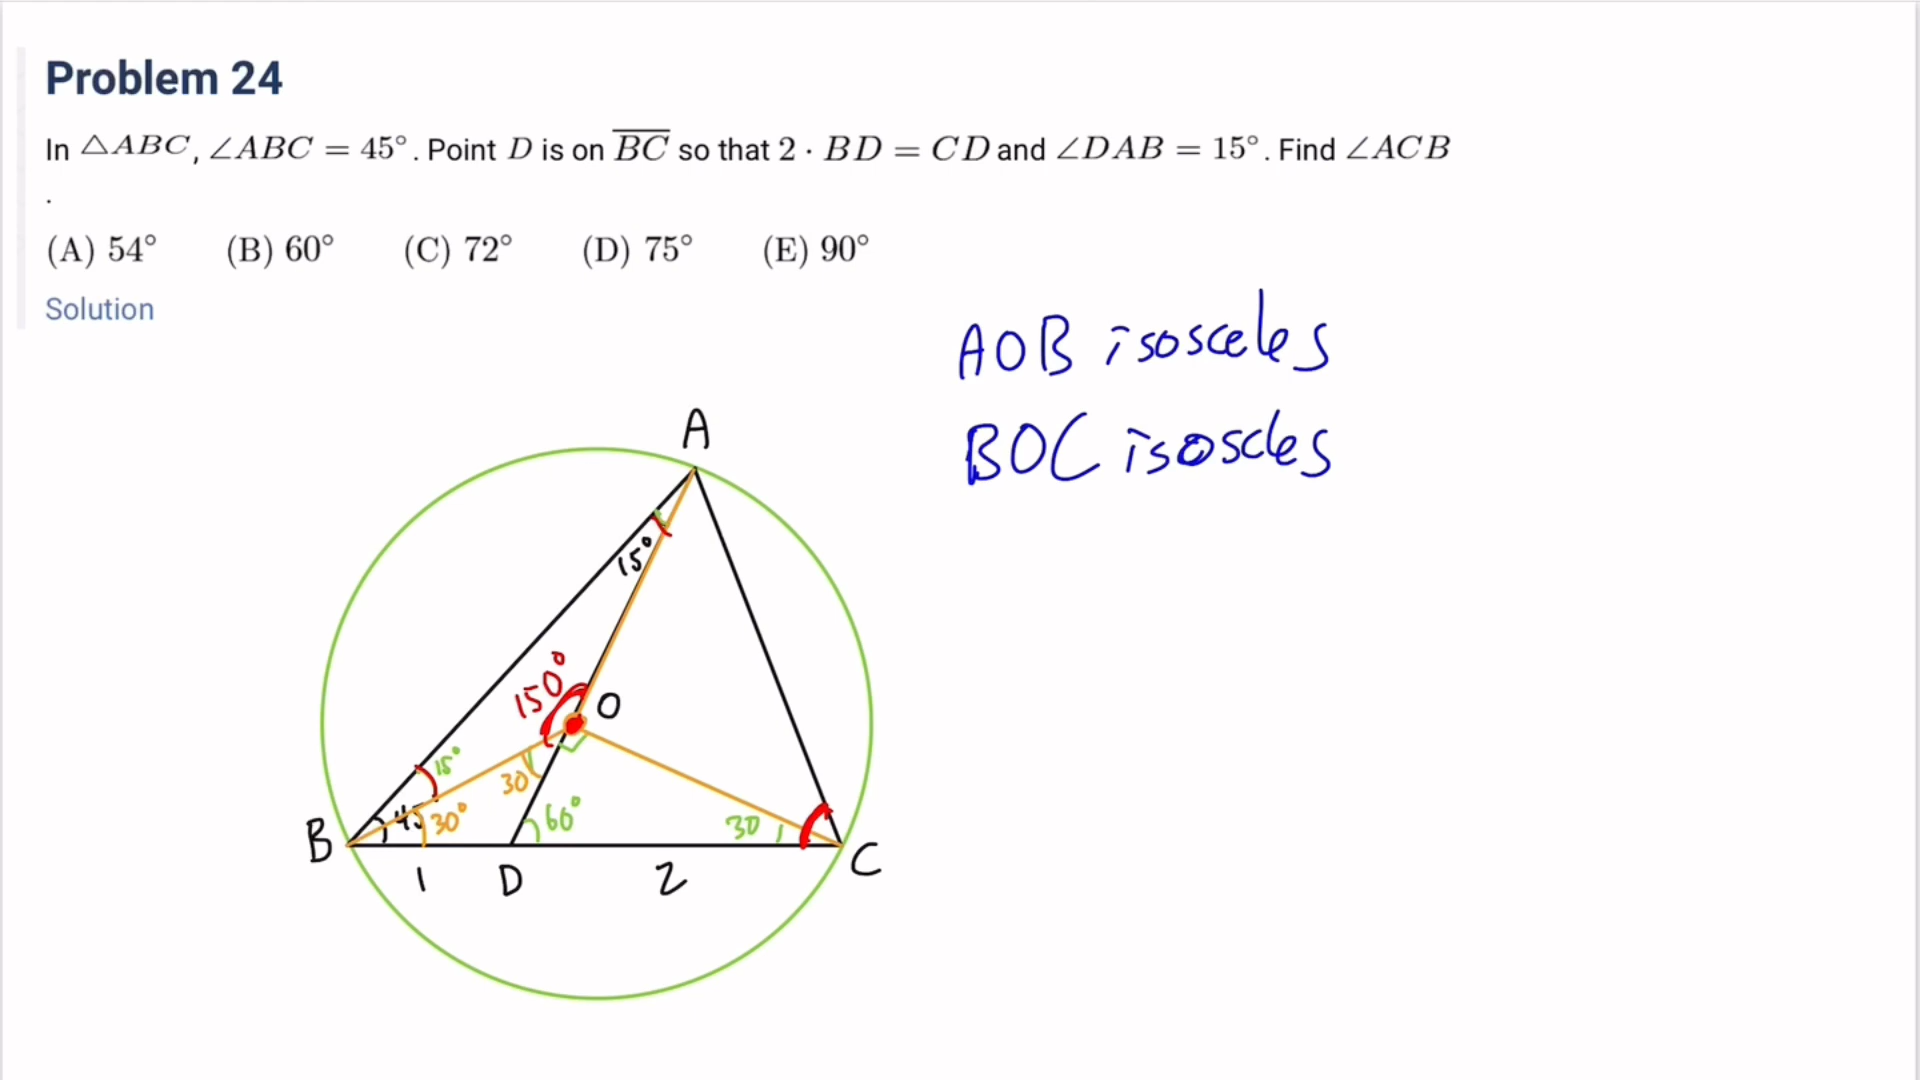 Problem 24
In △ABC, ∠ABC = 45°. Point D is on \overline{BC} so that 2 · BD = CD and ∠DAB = 15°. Find ∠ACB
.
(A) 54° (B) 60° (C) 72° (D) 75° (E) 90°
Solution
AOB isosceles
BOC isoscles
A
15°
150°
O
15°
30
45
30°
60°
30
B
C
1
D
2